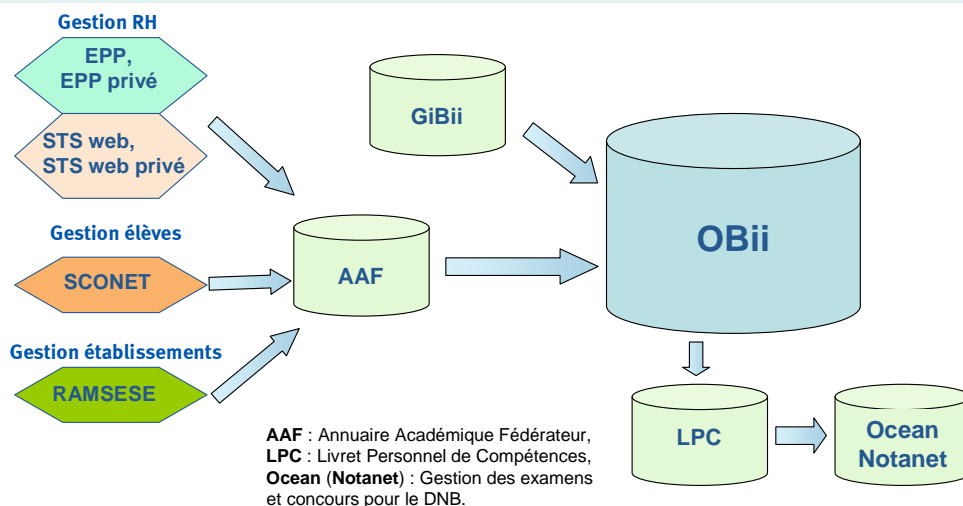 Gestion RH
EPP,
EPP privé
STS web,
STS web privé
Gestion élèves
SCONET
Gestion établissements
RAMSESE
AAF
GiBii
OBii
LPC
Ocean
Notanet
AAF : Annuaire Académique Fédérateur,
LPC : Livret Personnel de Compétences,
Ocean (Notanet) : Gestion des examens
et concours pour le DNB.